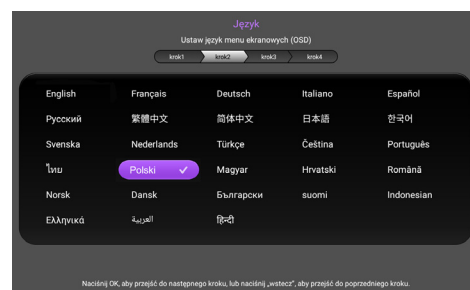 Język
Ustaw język menu ekranowych (OSD)
krok1 krok2 krok3 krok4
English Français Deutsch Italiano Español
Русский 繁體中文 简体中文 日本語 한국어
Svenska Nederlands Türkçe Čeština Português
ไทย Polski Magyar Hrvatski Română
Norsk Dansk Български suomi Indonesian
Ελληνικά العربية हिन्दी
Naciśnij OK, aby przejść do następnego kroku, lub naciśnij „wstecz”, aby przejść do poprzedniego kroku.